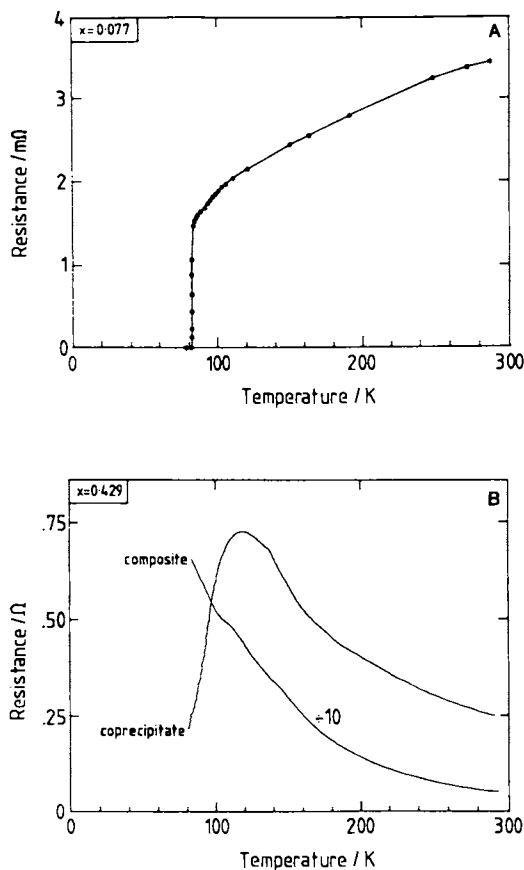 4
x=0·077
A
3
2
1
0
Resistance / mΩ
0
100
200
300
Temperature / K
x=0·429
B
.75
composite
.50
÷10
.25
coprecipitate
0
Resistance / Ω
0
100
200
300
Temperature / K